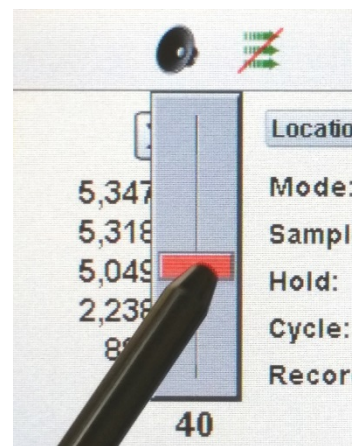 Locatio
5,347
Mode:
5,318
Sampl
5,049
Hold:
2,238
Cycle:
Recor
40